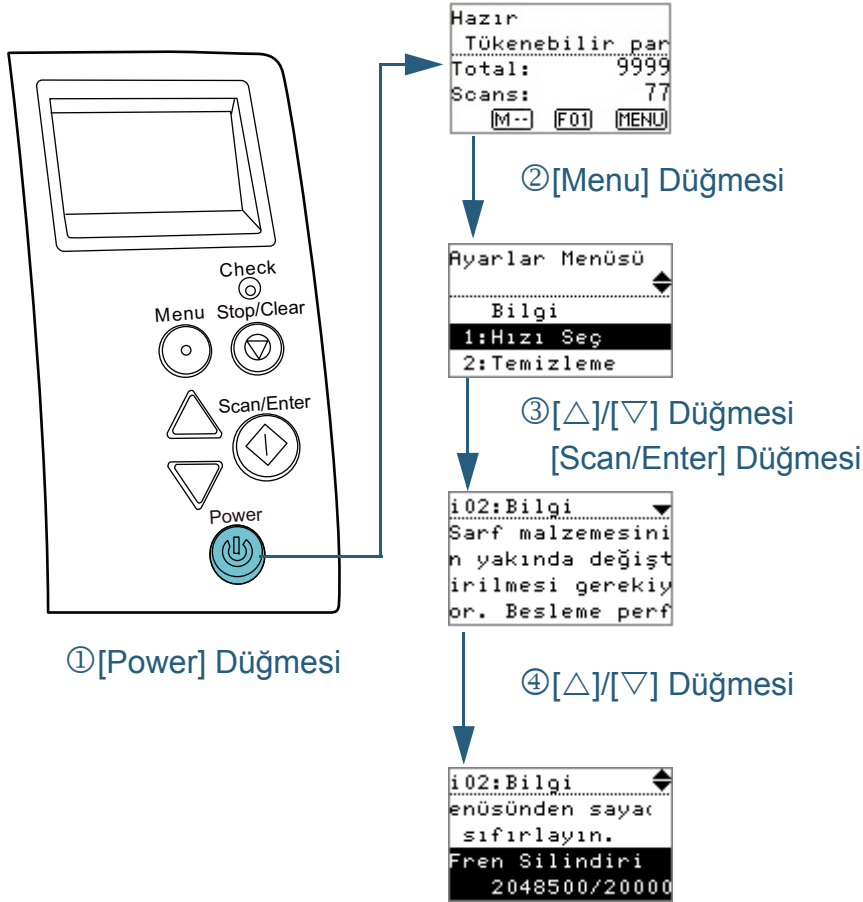 Hazır
Tükenebilir par
Total: 9999
Scans: 77
M-- F01 MENU
②[Menu] Düğmesi
Ayarlar Menüsü
Bilgi
1:Hızı Seç
2:Temizleme
Check
Menu Stop/Clear
Scan/Enter
Power
①[Power] Düğmesi
③[△]/[▽] Düğmesi
[Scan/Enter] Düğmesi
i02:Bilgi
Sarf malzemesini
n yakında değişt
irilmesi gerekiy
or. Besleme perf
④[△]/[▽] Düğmesi
i02:Bilgi
enüsünden
sıfırlayın.
Fren Silindiri
2048500/20000